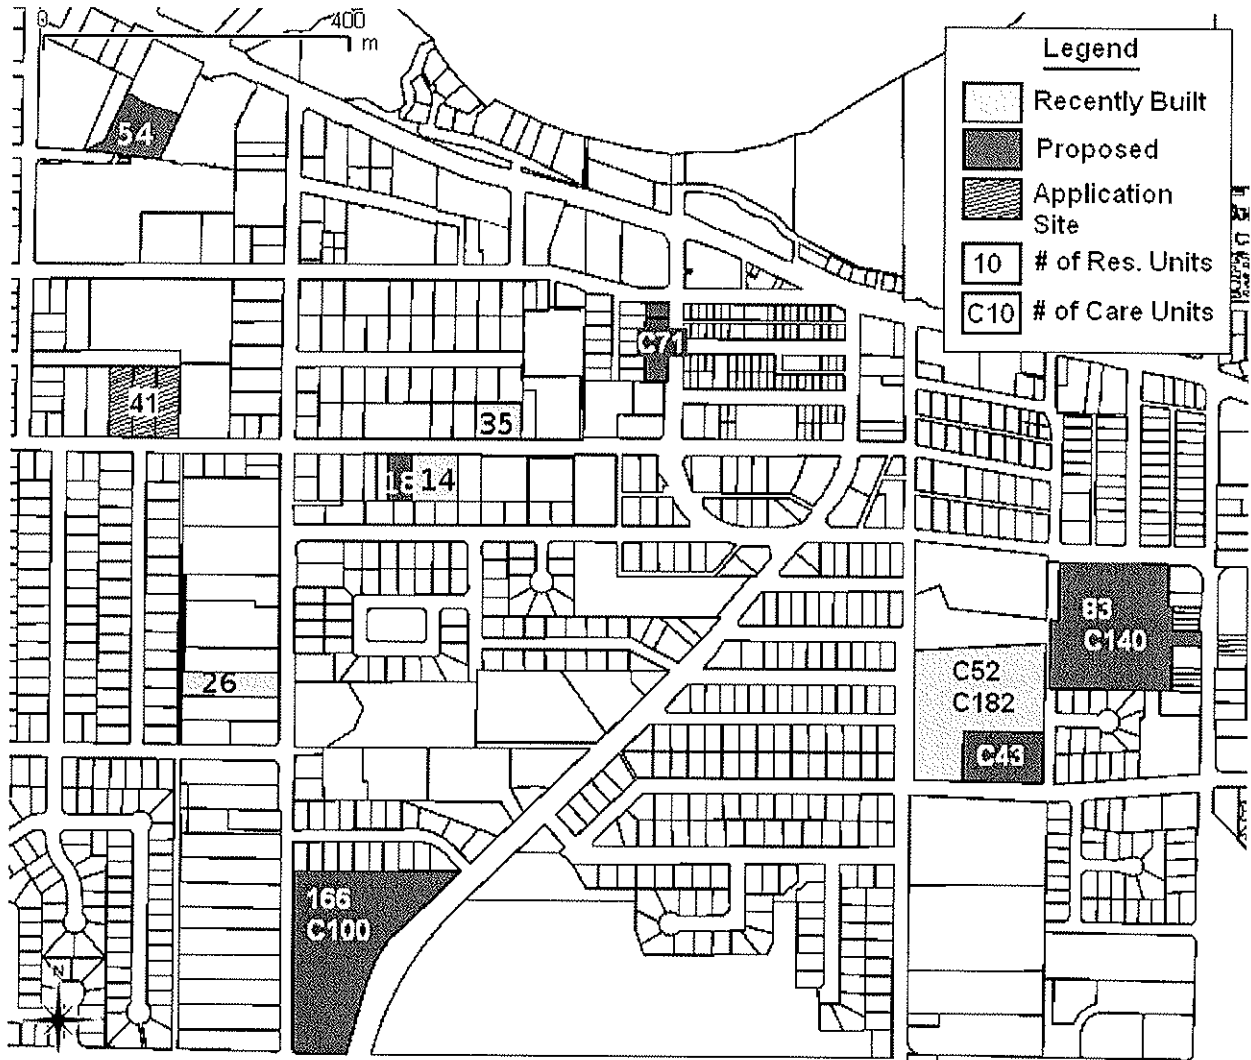 0 400
m
Legend
Recently Built
Proposed
Application
Site
10 # of Res. Units
C10 # of Care Units
54
C71
41
35
14
83
C140
26
C52
C182
C43
166
C100
N